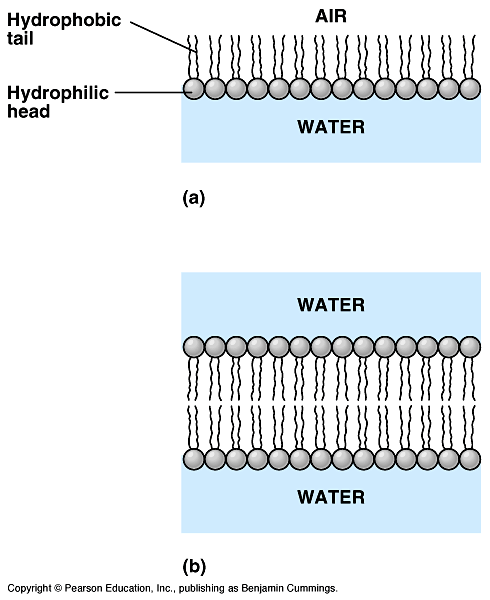 Hydrophobic
tail
AIR
Hydrophilic
head
WATER
(a)
WATER
WATER
(b)
Copyright © Pearson Education, Inc., publishing as Benjamin Cummings.